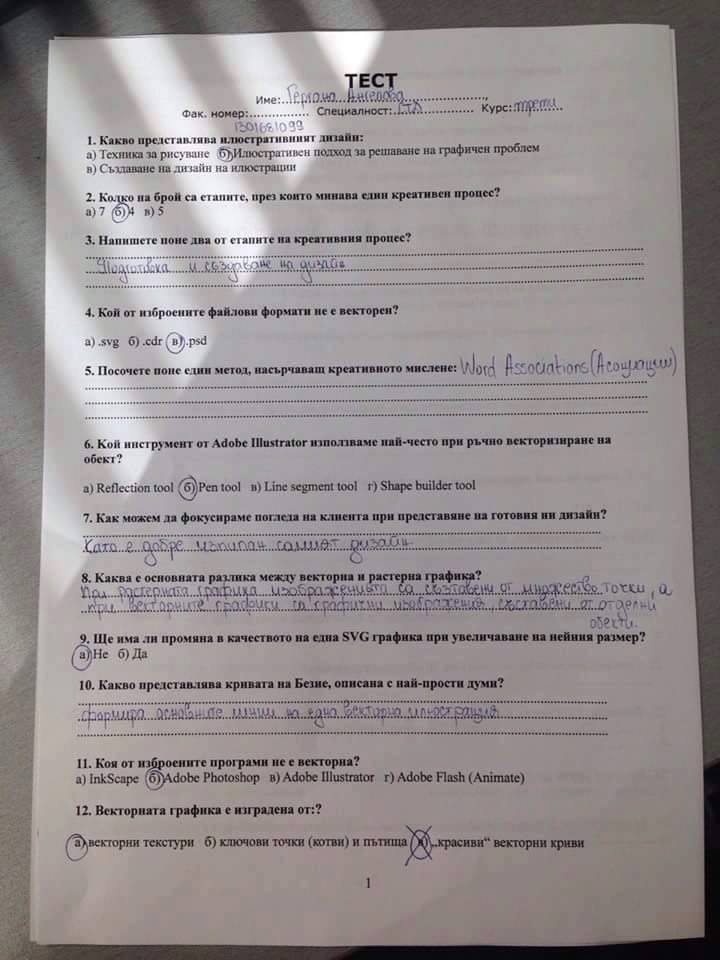 ТЕСТ
Име: Гергана Ангелова
Фак. номер: Специалност: СТД Курс: трети
1301681099
1. Какво представлява илюстративният дизайн:
а) Техника за рисуване б) Илюстративен подход за решаване на графичен проблем
в) Създаване на дизайн на илюстрации
2. Колко на брой са етапите, през които минава един креативен процес?
а) 7 б) 4 в) 5
3. Напишете поне два от етапите на креативния процес?
Подготовка и създаване на дизайн
4. Кой от изброените файлови формати не е векторен?
а) .svg б) .cdr в) .psd
5. Посочете поне един метод, насърчаващ креативното мислене: Word Associations (Асоциации)
6. Кой инструмент от Adobe Illustrator използваме най-често при ръчно векторизиране на
обект?
а) Reflection tool б) Pen tool в) Line segment tool г) Shape builder tool
7. Как можем да фокусираме погледа на клиента при представяне на готовия ни дизайн?
Като е добре изпипан самият дизайн.
8. Каква е основната разлика между векторна и растерна графика?
При растерната графика изображенията са съзтавени от множество точки, а
при векторните графики са графични изображения, съставени от отделни
обекти.
9. Ще има ли промяна в качеството на една SVG графика при увеличаване на нейния размер?
а) Не б) Да
10. Какво представлява кривата на Безие, описана с най-прости думи?
формира основните линии на една векторна илюстрация
11. Коя от изброените програми не е векторна?
а) InkScape б) Adobe Photoshop в) Adobe Illustrator г) Adobe Flash (Animate)
12. Векторната графика е изградена от:?
а) векторни текстури б) ключови точки (котви) и пътища в) „красиви“ векторни криви
1